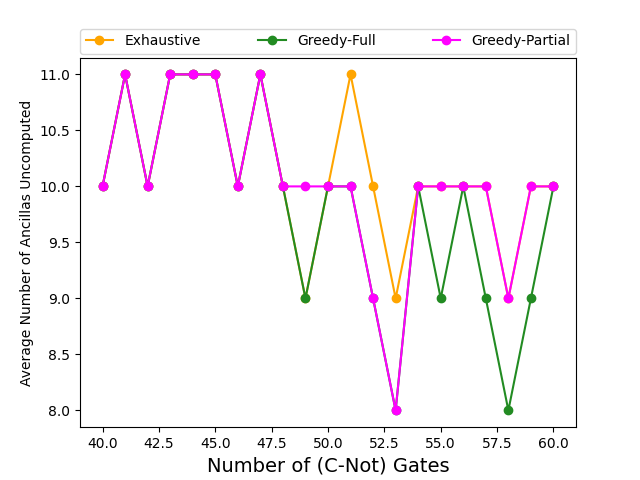 Exhaustive Greedy-Full Greedy-Partial
Average Number of Ancillas Uncomputed
11.0
10.5
10.0
9.5
9.0
8.5
8.0
40.0 42.5 45.0 47.5 50.0 52.5 55.0 57.5 60.0
Number of (C-Not) Gates